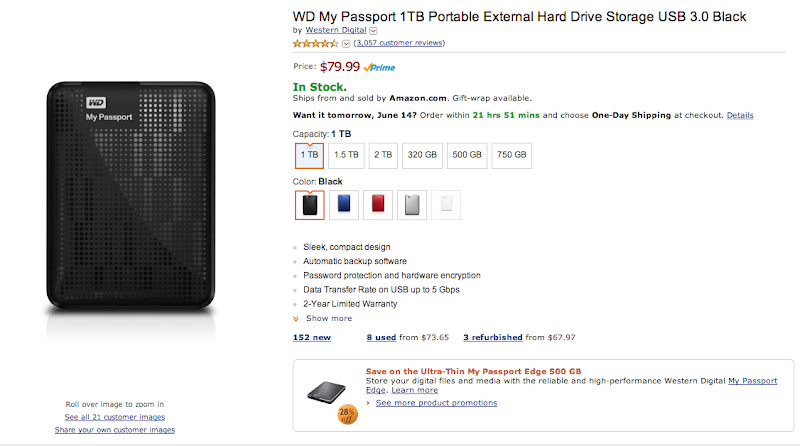 WD My Passport 1TB Portable External Hard Drive Storage USB 3.0 Black
by Western Digital
(3,057 customer reviews)
Price: $79.99 Prime
In Stock.
Ships from and sold by Amazon.com. Gift-wrap available.
Want it tomorrow, June 14? Order within 21 hrs 51 mins and choose One-Day Shipping at checkout. Details
Capacity: 1 TB
1 TB 1.5 TB 2 TB 320 GB 500 GB 750 GB
Color: Black
Sleek, compact design
Automatic backup software
Password protection and hardware encryption
Data Transfer Rate on USB up to 5 Gbps
2-Year Limited Warranty
Show more
152 new 8 used from $73.65 3 refurbished from $67.97
Save on the Ultra-Thin My Passport Edge 500 GB
Store your digital files and media with the reliable and high-performance Western Digital My Passport
Edge. Learn more
See more product promotions
28%
off
WD
My Passport
Roll over image to zoom in
See all 21 customer images
Share your own customer images